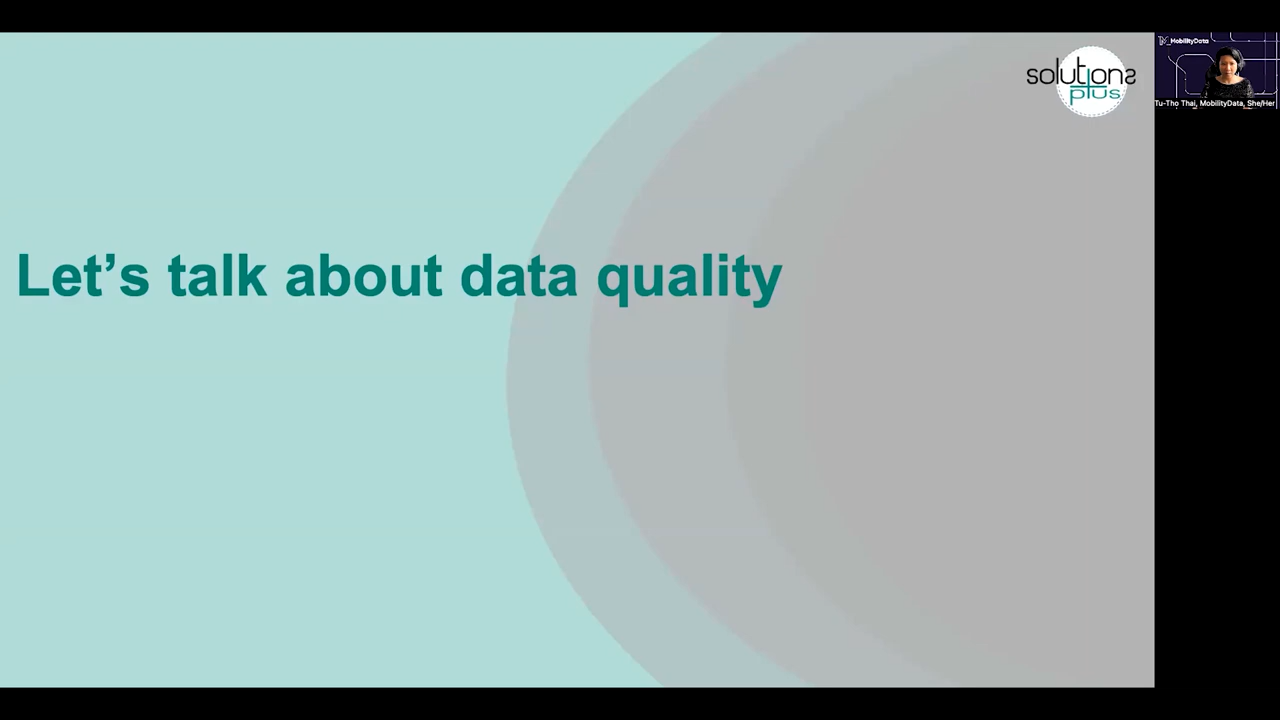 Let's talk about data quality
solutions
plus
MobilityData
Tu-Tho Thai, MobilityData, She/Her